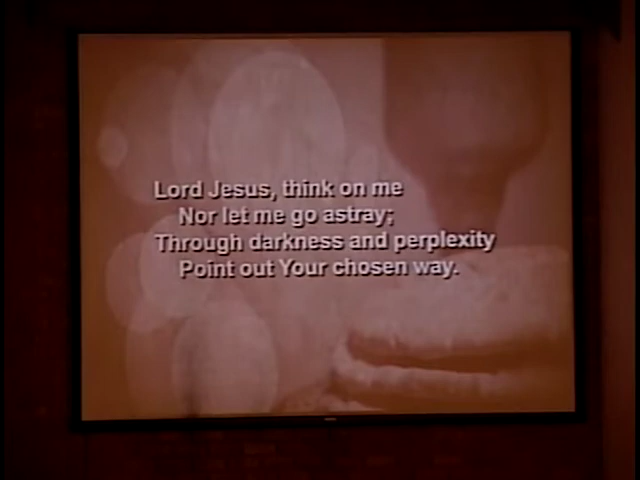 Lord Jesus, think on me
Nor let me go astray;
Through darkness and perplexity
Point out Your chosen way.